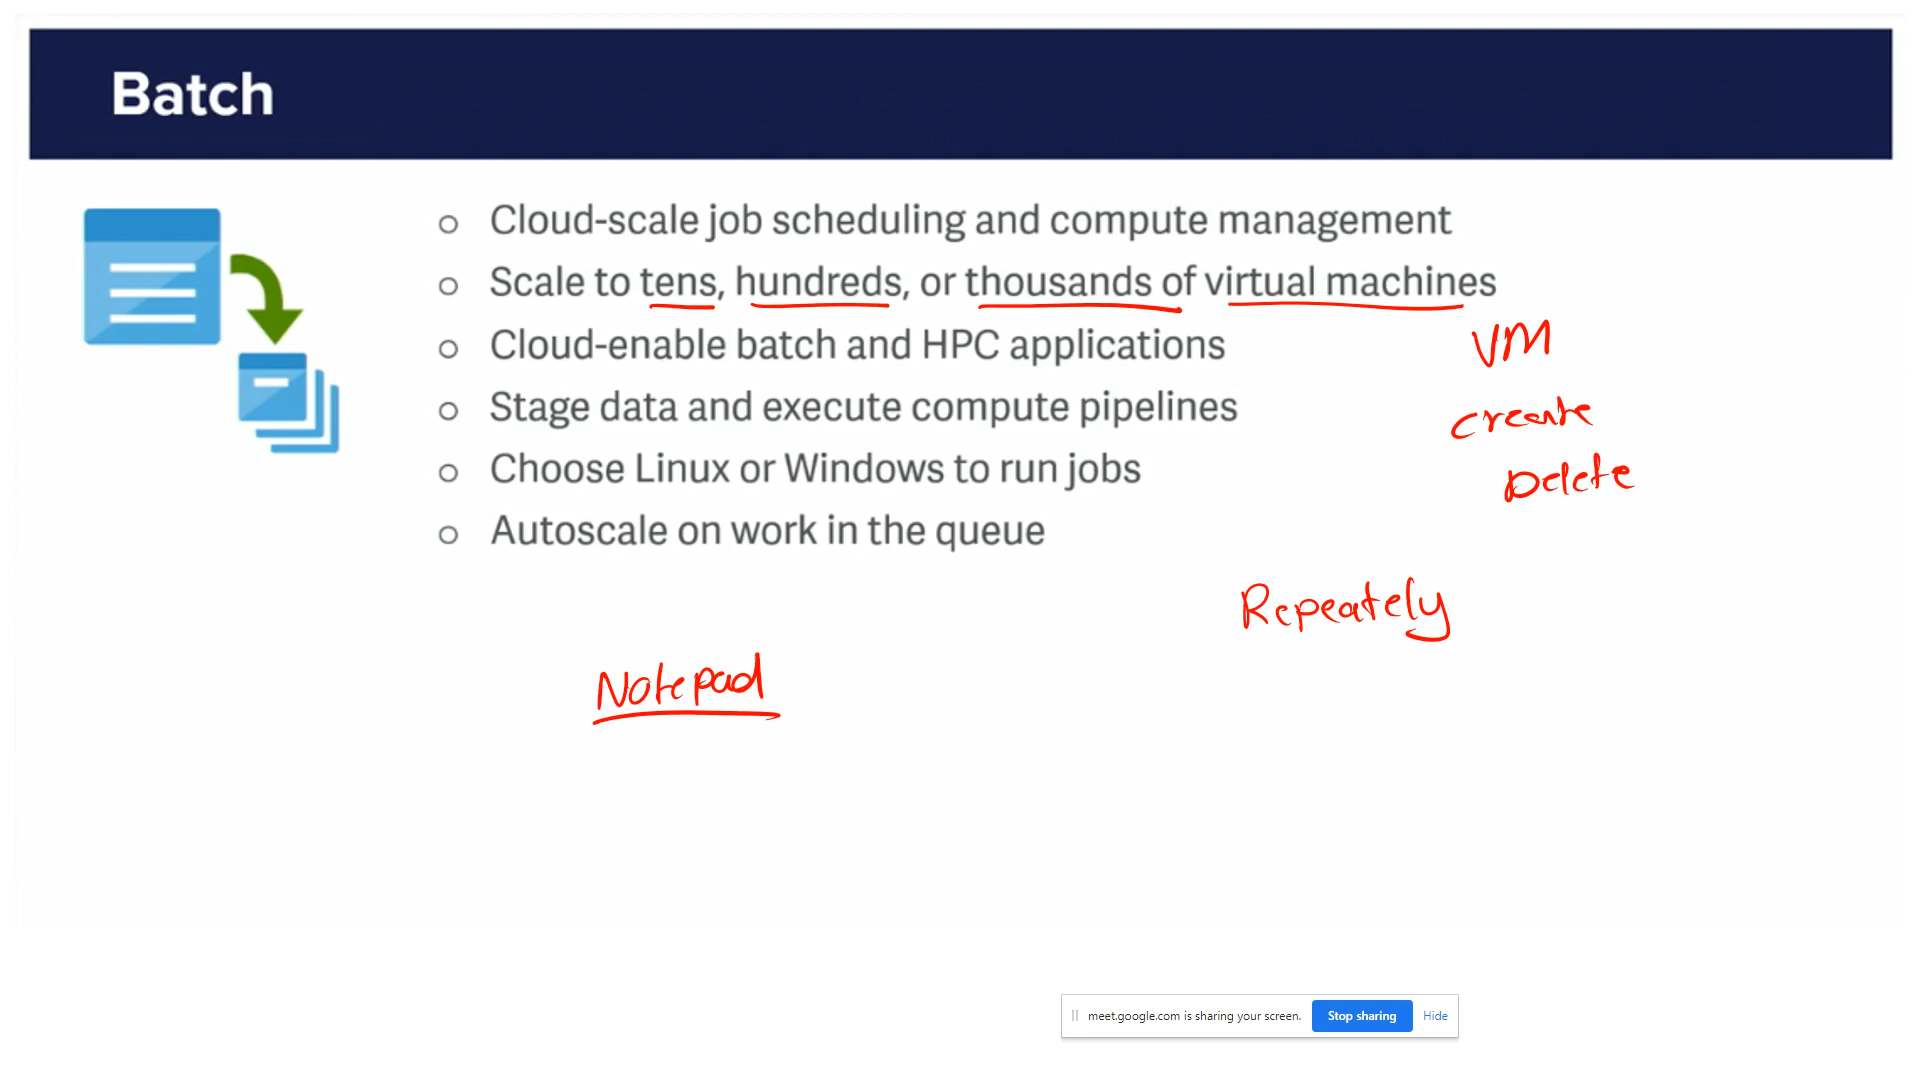 Batch
Cloud-scale job scheduling and compute management
Scale to tens, hundreds, or thousands of virtual machines
Cloud-enable batch and HPC applications
VM
Stage data and execute compute pipelines
create
Choose Linux or Windows to run jobs
Delete
Autoscale on work in the queue
Repeately
Notepad
meet.google.com is sharing your screen. Stop sharing Hide